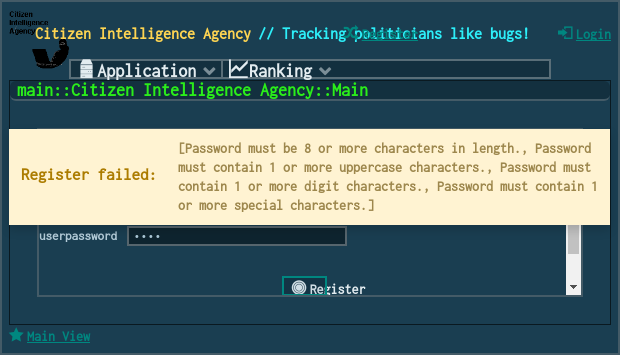 Citizen
Intelligence
Agency
Citizen Intelligence Agency // Tracking politicians like bugs!
Register
Login
Application
Ranking
main::Citizen Intelligence Agency::Main
Register failed:
[Password must be 8 or more characters in length., Password
must contain 1 or more uppercase characters., Password must
contain 1 or more digit characters., Password must contain 1
or more special characters.]
userpassword
••••
Register
Main View